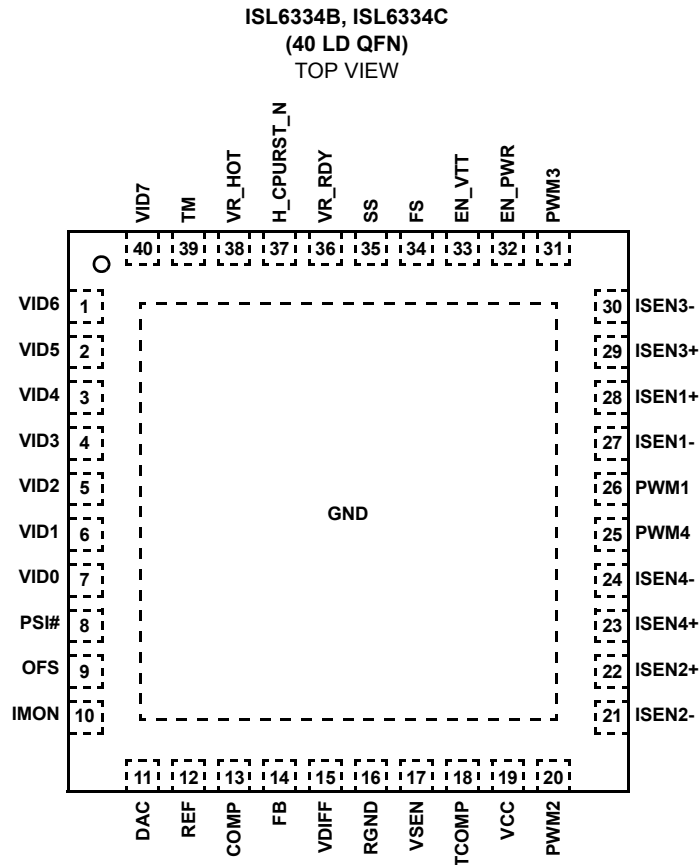 ISL6334B, ISL6334C
(40 LD QFN)
TOP VIEW
VID7
TM
VR_HOT
H_CPURST_N
VR_RDY
SS
FS
EN_VTT
EN_PWR
PWM3
40 39 38 37 36 35 34 33 32 31
VID6 1
30 ISEN3-
VID5 2
29 ISEN3+
VID4 3
28 ISEN1+
VID3 4
27 ISEN1-
VID2 5
26 PWM1
GND
VID1 6
25 PWM4
VID0 7
24 ISEN4-
PSI# 8
23 ISEN4+
OFS 9
22 ISEN2+
IMON 10
21 ISEN2-
11 12 13 14 15 16 17 18 19 20
DAC
REF
COMP
FB
VDIFF
RGND
VSEN
TCOMP
VCC
PWM2